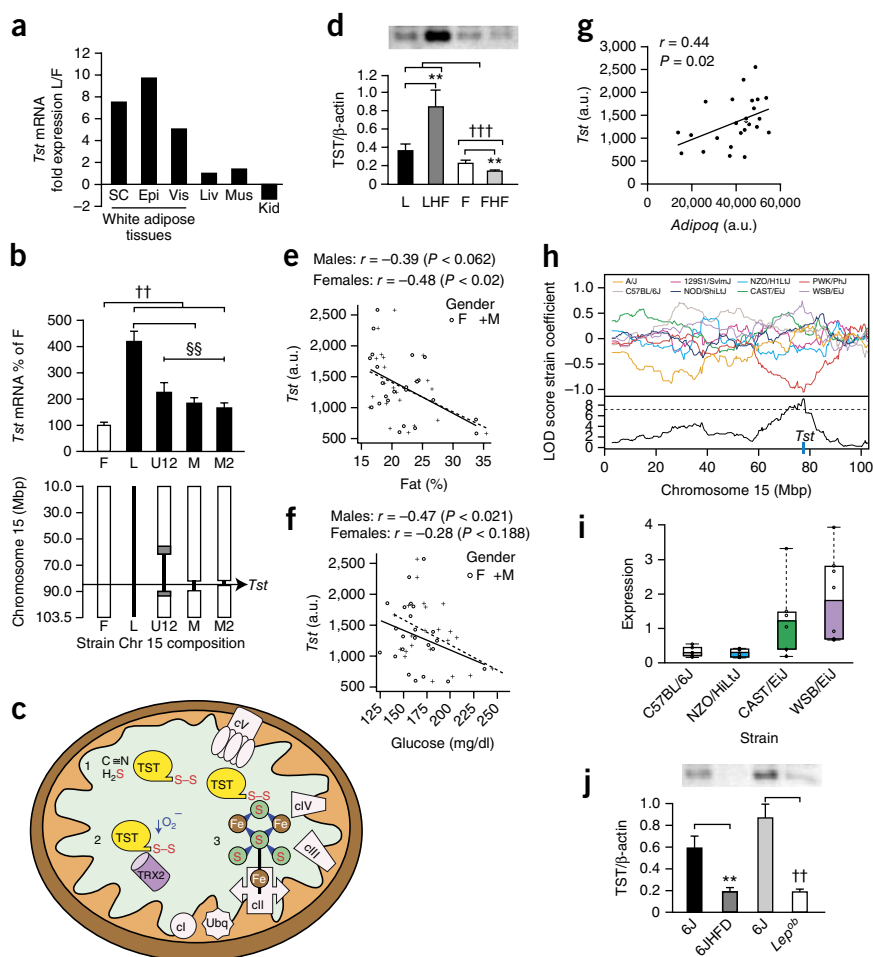 a
Tst mRNA
fold expression L/F
12
10
8
6
4
2
0
−2
SC
Epi
Vis
Liv
Mus
Kid
White adipose
tissues
b
††
§§
Tst mRNA % of F
500
400
300
200
100
0
F
L
U12
M
M2
Chromosome 15 (Mbp)
10.0
30.0
50.0
70.0
90.0
103.5
Tst
F
L
U12
M
M2
Strain Chr 15 composition
c
1
C≡N
H2S
TST
S–S
cV
TST
S–S
2
TST
O2−
S–S
TRX2
3
S
Fe
Fe
S
S
S
Fe
cIV
cIII
cII
cI
Ubq
d
TST/β-actin
1.2
1.0
0.8
0.6
0.4
0.2
0
**
†††
**
L
LHF
F
FHF
e
Males: r = −0.39 (P < 0.062)
Females: r = −0.48 (P < 0.02)
Gender
F +M
Tst (a.u.)
2,500
2,000
1,500
1,000
500
20
25
30
35
Fat (%)
f
Males: r = −0.47 (P < 0.021)
Females: r = −0.28 (P < 0.188)
Gender
F +M
Tst (a.u.)
2,500
2,000
1,500
1,000
500
125
150
175
200
225
250
Glucose (mg/dl)
g
r = 0.44
P = 0.02
Tst (a.u.)
3,000
2,500
2,000
1,500
1,000
500
0
0
20,000
40,000
60,000
Adipoq (a.u.)
h
A/J
129S1/SvlmJ
NZO/H1LtJ
PWK/PhJ
C57BL/6J
NOD/ShiLtJ
CAST/EiJ
WSB/EiJ
LOD score strain coefficient
1.0
0.5
0
−0.5
−1.0
8
6
4
2
0
Tst
0
20
40
60
80
100
Chromosome 15 (Mbp)
i
Expression
4
3
2
1
0
C57BL/6J
NZO/HiLtJ
CAST/EiJ
WSB/EiJ
Strain
j
TST/β-actin
1.0
0.8
0.6
0.4
0.2
0
**
††
6J
6JHFD
6J
Lepob